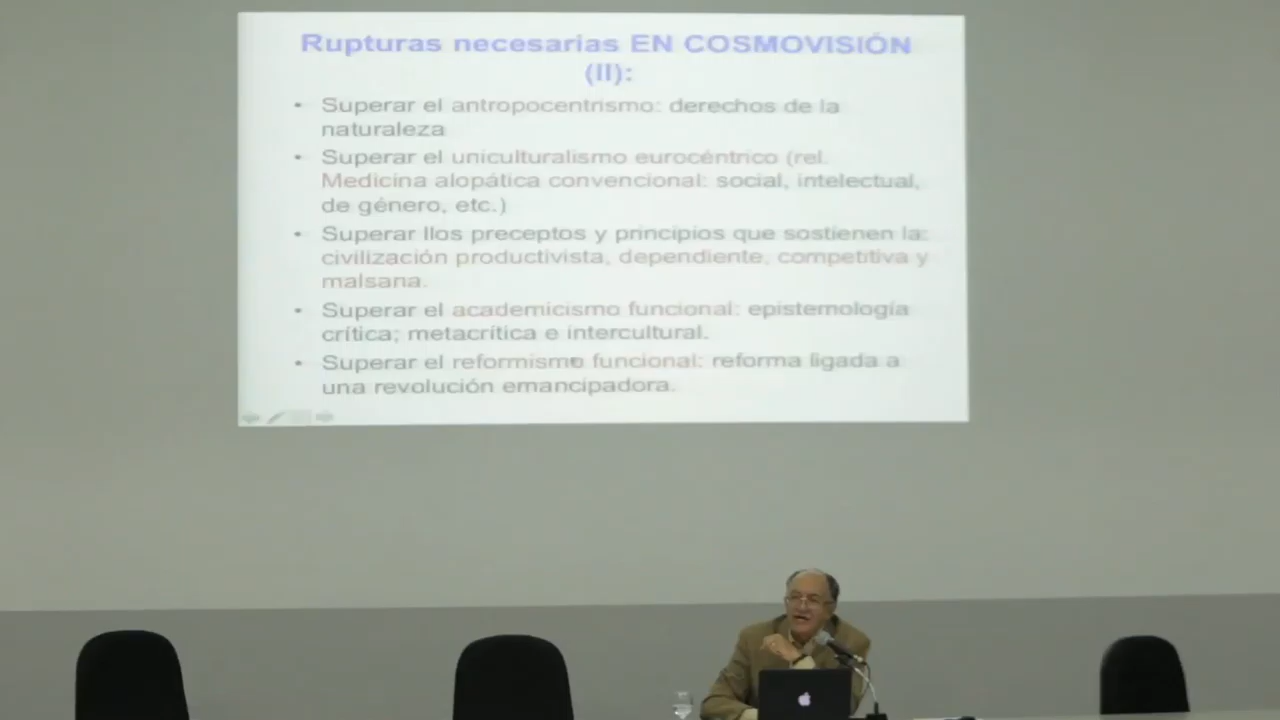 Rupturas necesarias EN COSMOVISIÓN
(II):
• Superar el antropocentrismo: derechos de la
naturaleza
• Superar el uniculturalismo eurocéntrico (rel.
Medicina alopática convencional: social, intelectual,
de género, etc.)
• Superar llos preceptos y principios que sostienen la:
civilización productivista, dependiente, competitiva y
malsana.
• Superar el academicismo funcional: epistemología
crítica; metacrítica e intercultural.
• Superar el reformismo funcional: reforma ligada a
una revolución emancipadora.